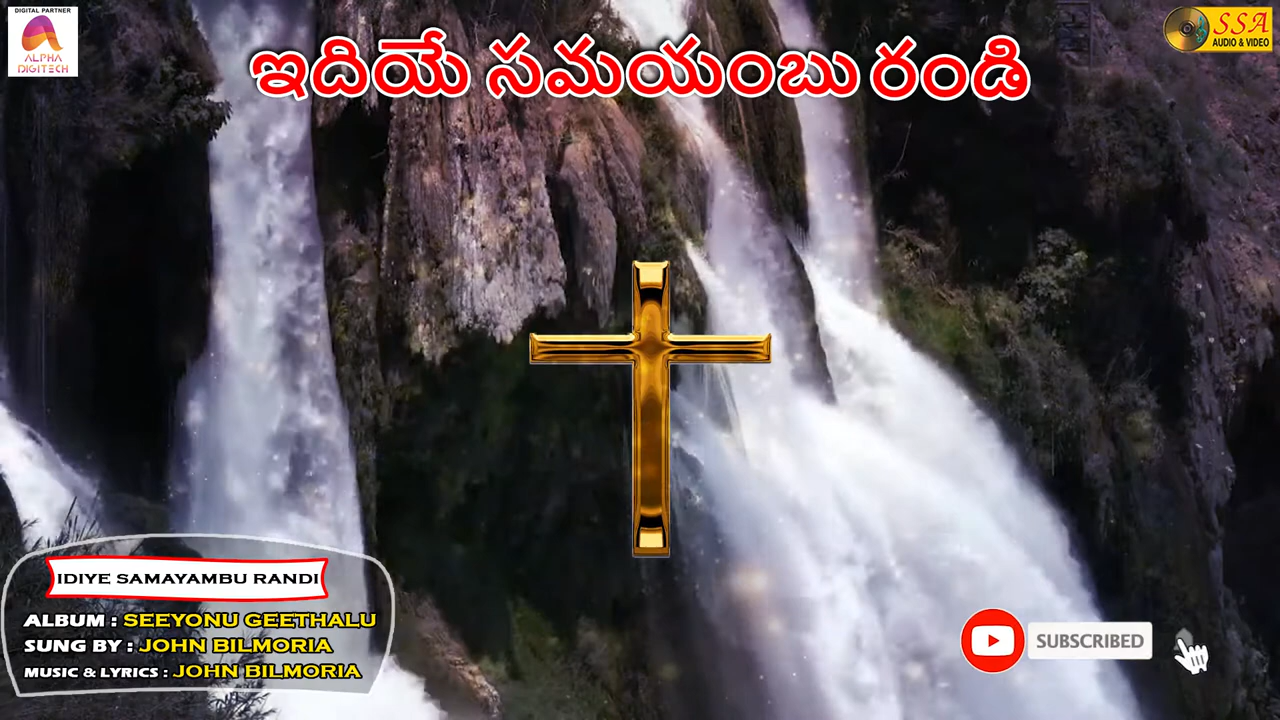 DIGITAL PARTNER
ALPHA
DIGITECH
SSA
AUDIO & VIDEO
ఇదియే సమయంబు రండి
IDIYE SAMAYAMBU RANDI
ALBUM : SEEYONU GEETHALU
SUNG BY : JOHN BILMORIA
MUSIC & LYRICS : JOHN BILMORIA
SUBSCRIBED